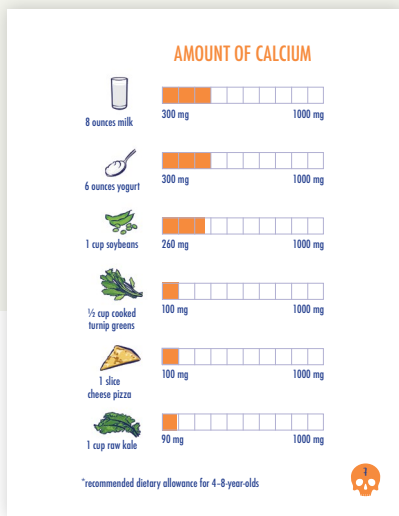 AMOUNT OF CALCIUM
8 ounces milk
300 mg 1000 mg
6 ounces yogurt
300 mg 1000 mg
1 cup soybeans
260 mg 1000 mg
½ cup cooked
turnip greens
100 mg 1000 mg
1 slice
cheese pizza
100 mg 1000 mg
1 cup raw kale
90 mg 1000 mg
*recommended dietary allowance for 4–8-year-olds